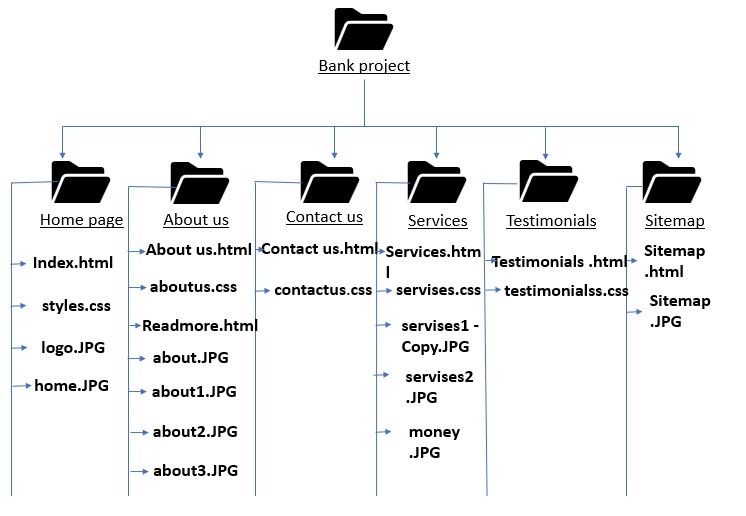 Bank project
Home page
Index.html
styles.css
logo.JPG
home.JPG
About us
About us.html
aboutus.css
Readmore.html
about.JPG
about1.JPG
about2.JPG
about3.JPG
Contact us
Contact us.html
contactus.css
Services
Services.htm
l
servises.css
servises1 -
Copy.JPG
servises2
.JPG
money
.JPG
Testimonials
Testimonials .html
testimonialss.css
Sitemap
Sitemap
.html
Sitemap
.JPG